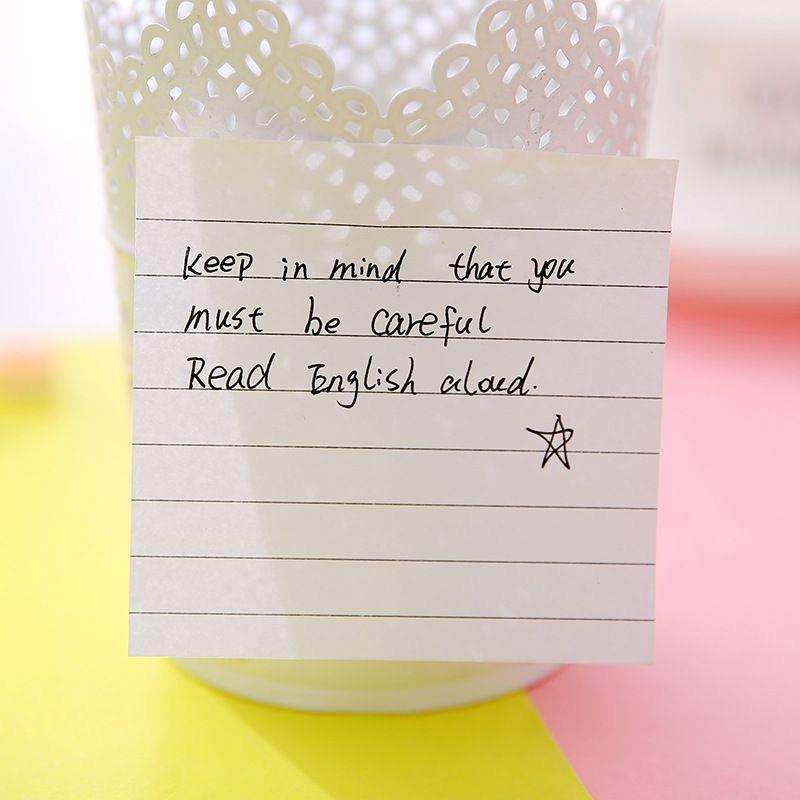 keep in mind that you
must be careful
Read English aloud.